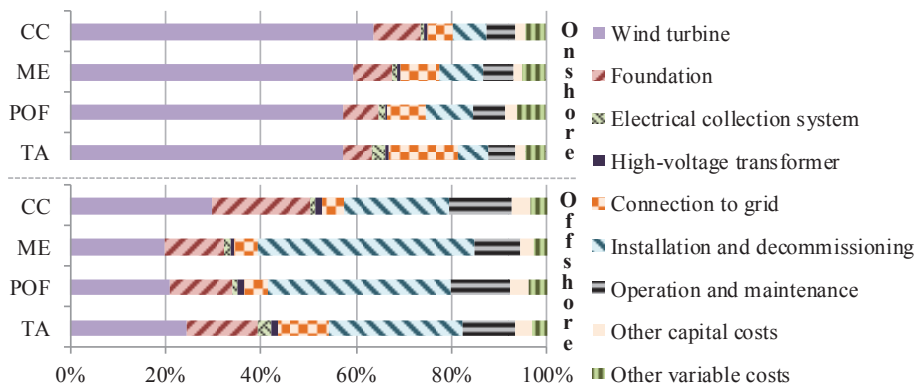 CC
ME
POF
TA
Onshore
CC
ME
POF
TA
Offshore
0% 20% 40% 60% 80% 100%
Wind turbine
Foundation
Electrical collection system
High-voltage transformer
Connection to grid
Installation and decommissioning
Operation and maintenance
Other capital costs
Other variable costs